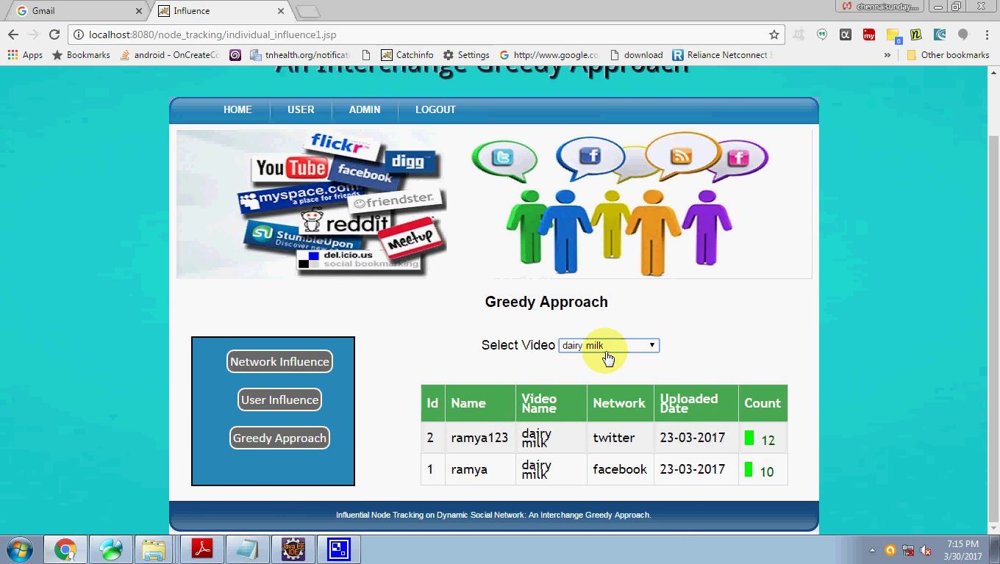 Gmail
Influence
chennaisunday....
localhost:8080/node_tracking/individual_influence1.jsp
Apps
Bookmarks
android - OnCreateCo
tnhealth.org/notificat
Catchinfo
Settings
http://www.google.co
download
Reliance Netconnect
»
Other bookmarks
An Interchange Greedy Approach
HOME
USER
ADMIN
LOGOUT
flickr
digg
YouTube
facebook
myspace.com
a place for friends
friendster.
reddit
StumbleUpon
Meetup
del.icio.us
social bookmarking
Greedy Approach
Select Video dairy milk
Network Influence
User Influence
Greedy Approach
Id Name Video Name Network Uploaded Date Count
2 ramya123 dairy milk twitter 23-03-2017 12
1 ramya dairy milk facebook 23-03-2017 10
Influential Node Tracking on Dynamic Social Network: An Interchange Greedy Approach.
Java EE
IDE
7:15 PM
3/30/2017